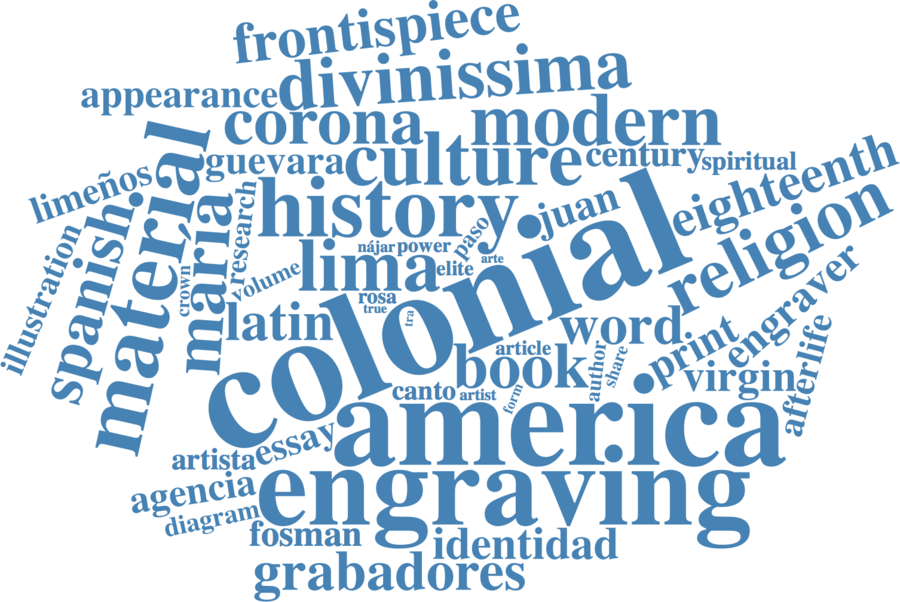 frontispiece
divinissima
appearance
corona
modern
guevara
culture
century
spiritual
limeños
material
maría
research
history
paso
juan
eighteenth
religion
spanish
illustration
crown
volume
nájar
power
arte
lima
elite
rosa
true
tra
colonial
latin
word
engraver
print
book
article
author
share
virgin
afterlife
canto
artist
form
america
essay
artista
agencia
engraving
diagram
fosman
identidad
grabadores